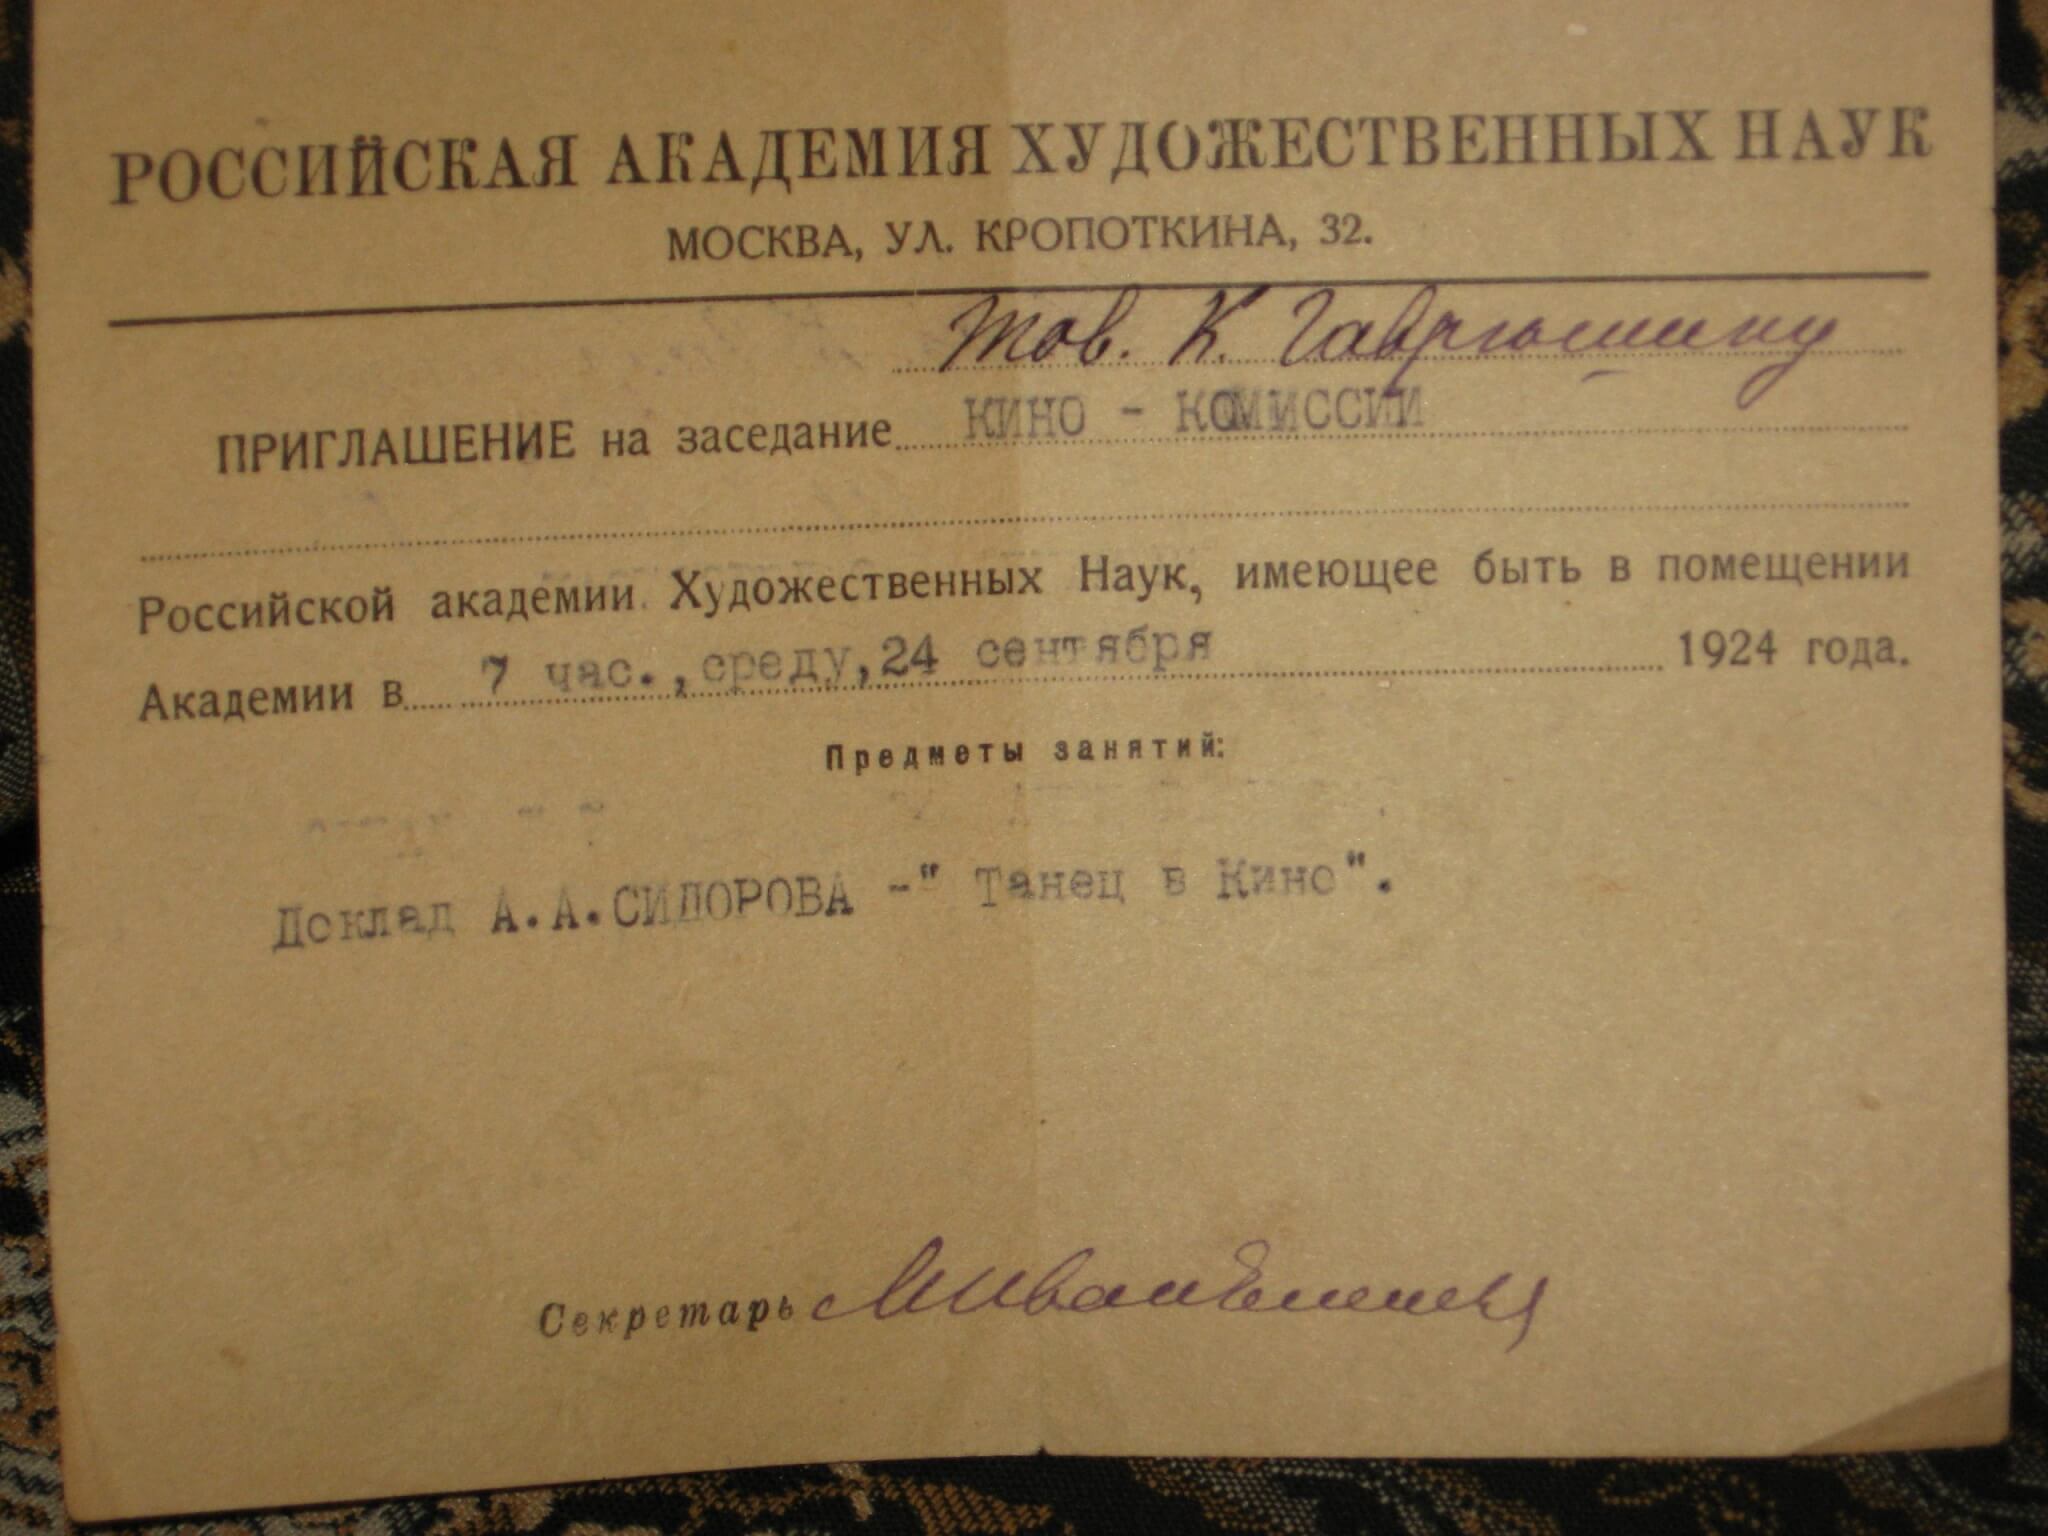 РОССИЙСКАЯ АКАДЕМИЯ ХУДОЖЕСТВЕННЫХ НАУК
МОСКВА, УЛ. КРОПОТКИНА, 32.
Тов. К. Гаврюшину
ПРИГЛАШЕНИЕ на заседание КИНО - КОМИССИИ
Российской академии Художественных Наук, имеющее быть в помещении
Академии в 7 час., среду, 24 сентября 1924 года.
Предметы занятий:
Доклад А.А.СИДОРОВА -" Танец в Кино".
Секретарь